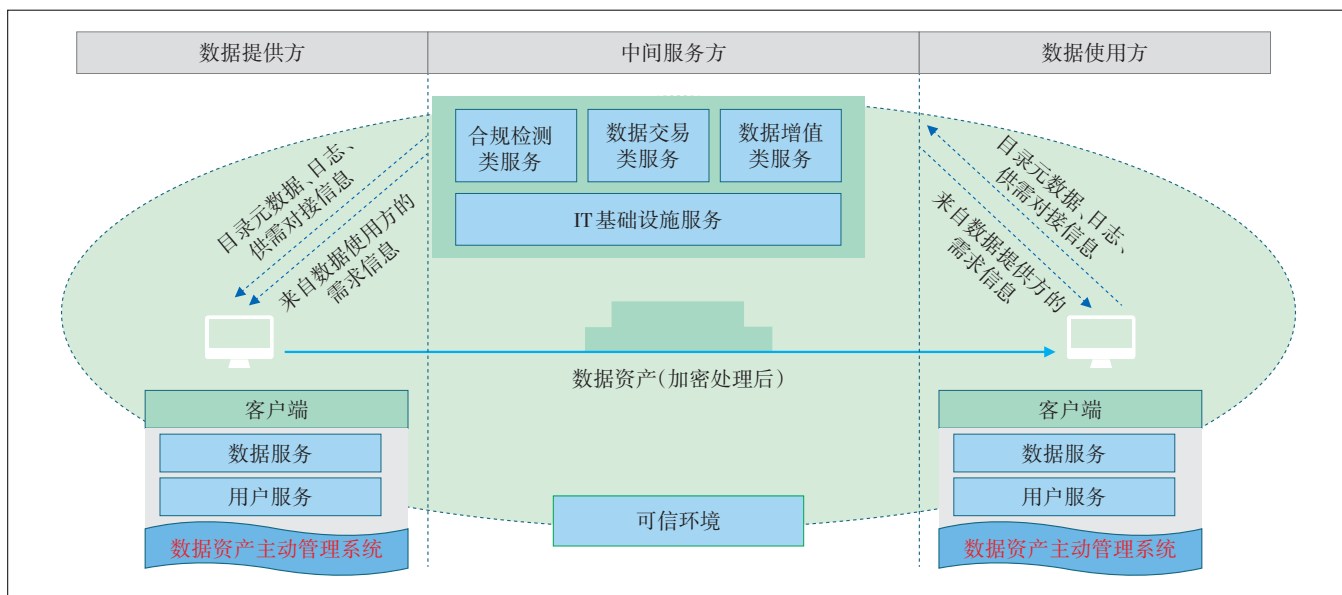 数据提供方
中间服务方
数据使用方
合规检测
类服务
数据交易
类服务
数据增值
类服务
IT基础设施服务
目录元数据、日志、
供需对接信息
来自数据使用方的
需求信息
目录元数据、日志、
供需对接信息
来自数据提供方的
需求信息
数据资产(加密处理后)
客户端
数据服务
用户服务
数据资产主动管理系统
可信环境
客户端
数据服务
用户服务
数据资产主动管理系统